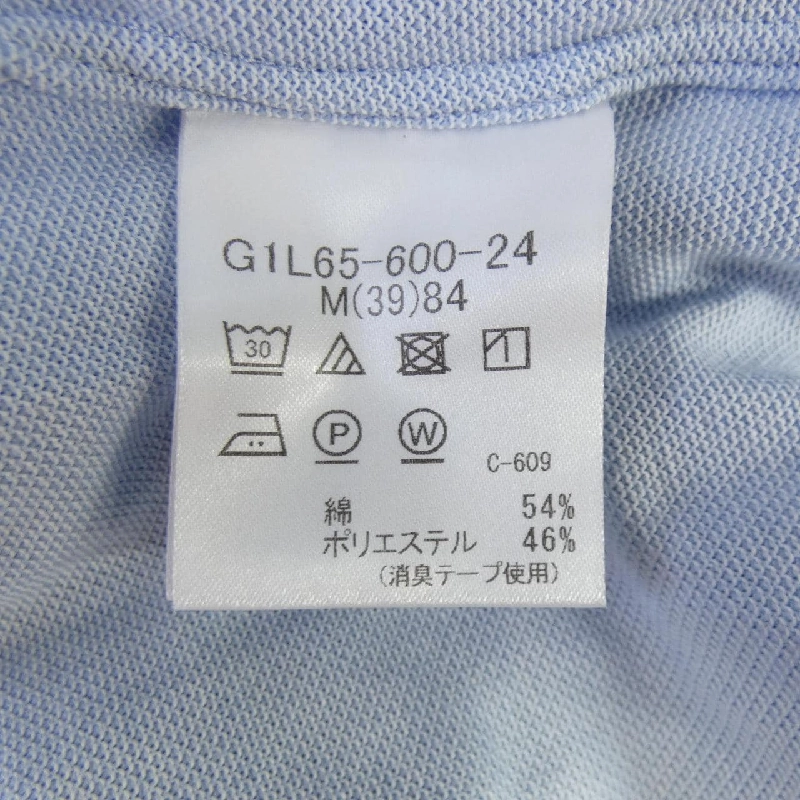 G1L65-600-24
M(39)84
30
P W
C-609
綿 54%
ポリエステル 46%
(消臭テープ使用)